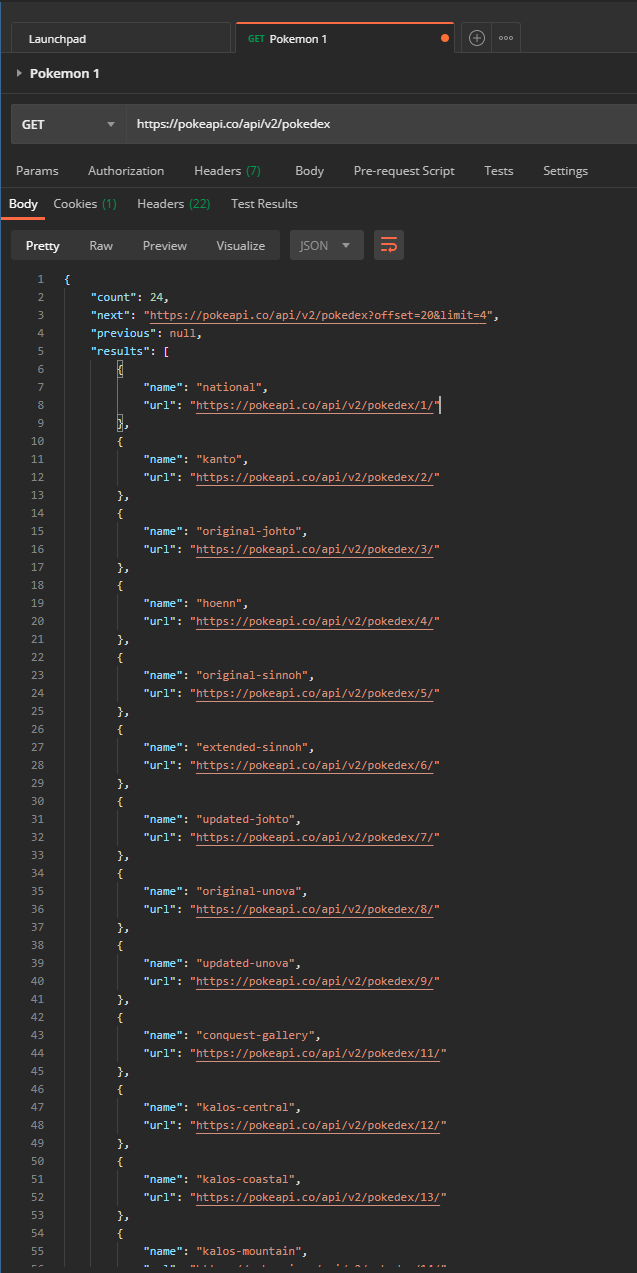 Launchpad
GET Pokemon 1
Pokemon 1
GET https://pokeapi.co/api/v2/pokedex
Params Authorization Headers (7) Body Pre-request Script Tests Settings
Body Cookies (1) Headers (22) Test Results
Pretty Raw Preview Visualize JSON
1 {
2 "count": 24,
3 "next": "https://pokeapi.co/api/v2/pokedex?offset=20&limit=4",
4 "previous": null,
5 "results": [
6 {
7 "name": "national",
8 "url": "https://pokeapi.co/api/v2/pokedex/1/"
9 },
10 {
11 "name": "kanto",
12 "url": "https://pokeapi.co/api/v2/pokedex/2/"
13 },
14 {
15 "name": "original-johto",
16 "url": "https://pokeapi.co/api/v2/pokedex/3/"
17 },
18 {
19 "name": "hoenn",
20 "url": "https://pokeapi.co/api/v2/pokedex/4/"
21 },
22 {
23 "name": "original-sinnoh",
24 "url": "https://pokeapi.co/api/v2/pokedex/5/"
25 },
26 {
27 "name": "extended-sinnoh",
28 "url": "https://pokeapi.co/api/v2/pokedex/6/"
29 },
30 {
31 "name": "updated-johto",
32 "url": "https://pokeapi.co/api/v2/pokedex/7/"
33 },
34 {
35 "name": "original-unova",
36 "url": "https://pokeapi.co/api/v2/pokedex/8/"
37 },
38 {
39 "name": "updated-unova",
40 "url": "https://pokeapi.co/api/v2/pokedex/9/"
41 },
42 {
43 "name": "conquest-gallery",
44 "url": "https://pokeapi.co/api/v2/pokedex/11/"
45 },
46 {
47 "name": "kalos-central",
48 "url": "https://pokeapi.co/api/v2/pokedex/12/"
49 },
50 {
51 "name": "kalos-coastal",
52 "url": "https://pokeapi.co/api/v2/pokedex/13/"
53 },
54 {
55 "name": "kalos-mountain",